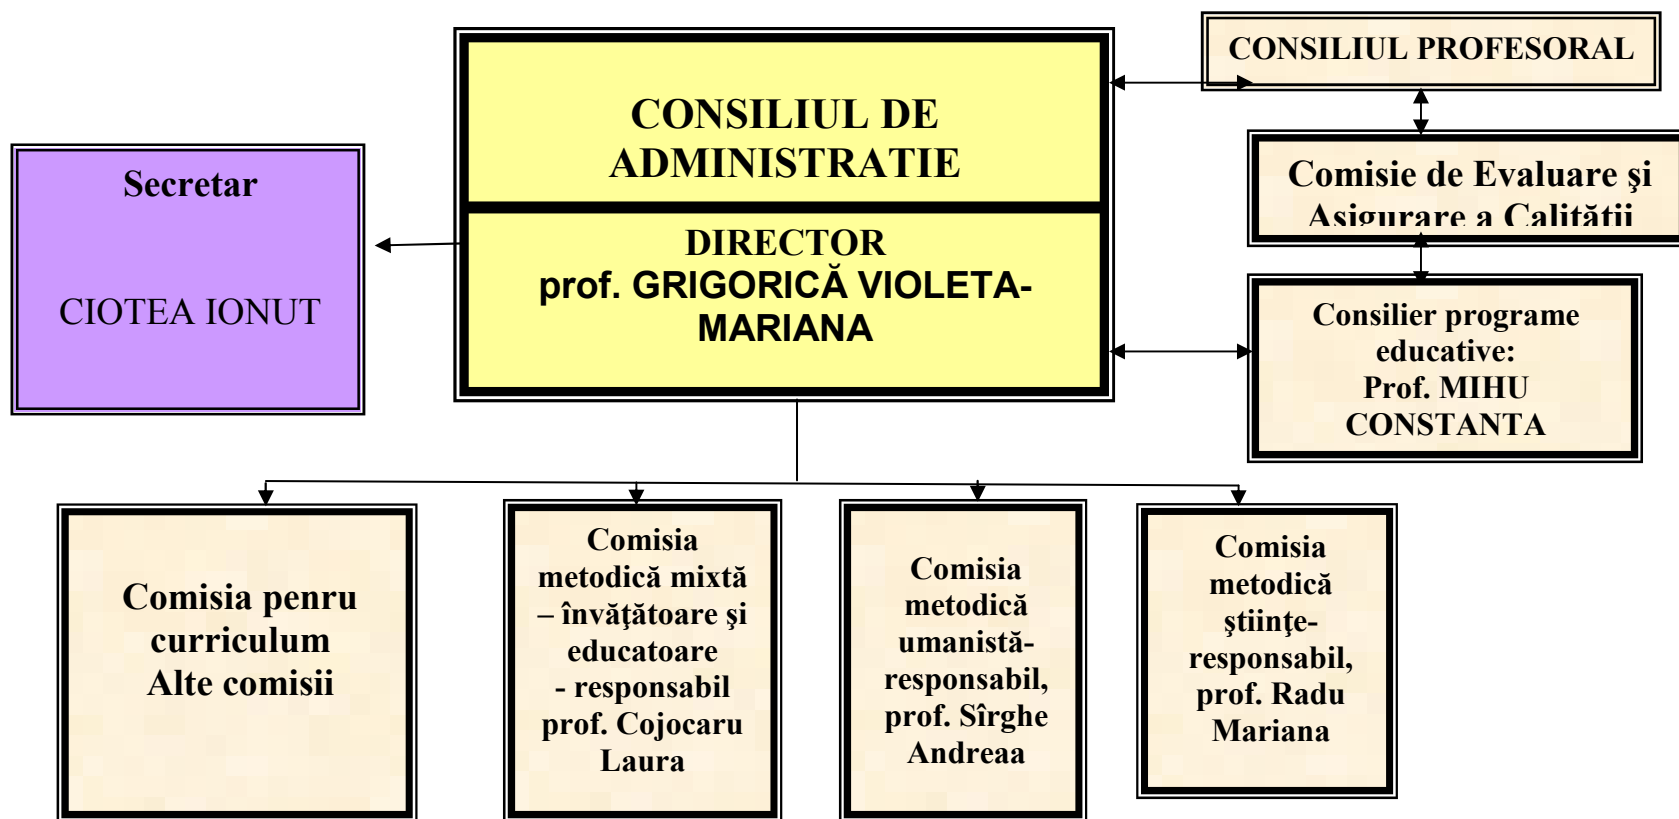 CONSILIUL DE
ADMINISTRATIE
DIRECTOR
prof. GRIGORICĂ VIOLETA-
MARIANA
CONSILIUL PROFESORAL
Comisie de Evaluare şi
Asigurare a Calităţii
Secretar
CIOTEA IONUT
Consilier programe
educative:
Prof. MIHU
CONSTANTA
Comisia penru
curriculum
Alte comisii
Comisia
metodică mixtă
– învăţătoare şi
educatoare
- responsabil
prof. Cojocaru
Laura
Comisia
metodică
umanistă-
responsabil,
prof. Sîrghe
Andreaa
Comisia
metodică
ştiinţe-
responsabil,
prof. Radu
Mariana